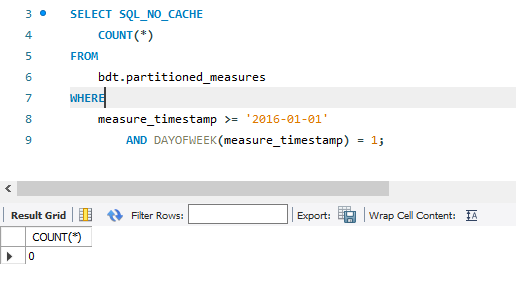 3 SELECT SQL_NO_CACHE
4 COUNT(*)
5 FROM
6 bdt.partitioned_measures
7 WHERE
8 measure_timestamp >= '2016-01-01'
9 AND DAYOFWEEK(measure_timestamp) = 1;
Result Grid Filter Rows: Export: Wrap Cell Content:
COUNT(*)
0